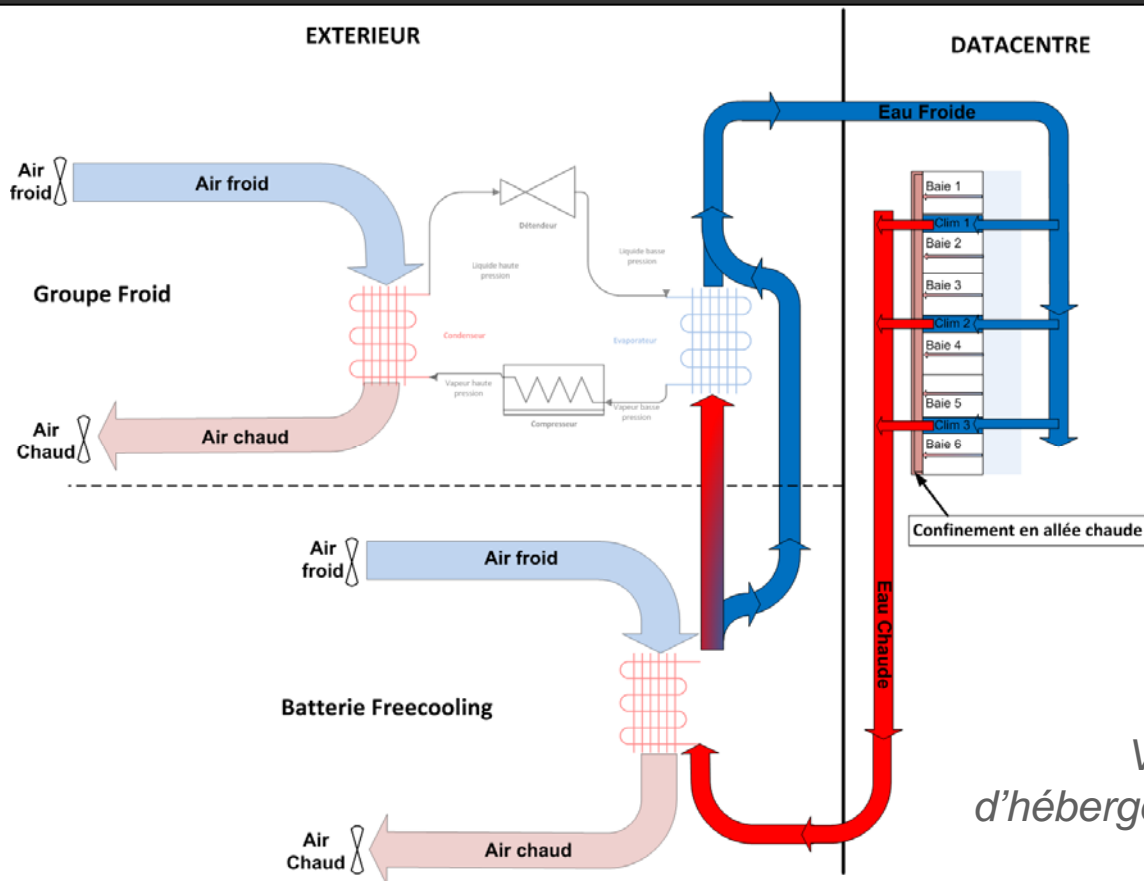 EXTERIEUR
DATACENTRE
Eau Froide
Air
froid
Air froid
Détendeur
Liquide haute
pression
Liquide basse
pression
Groupe Froid
Condenseur
Evaporateur
Vapeur haute
pression
Vapeur basse
pression
Compresseur
Air
Chaud
Air chaud
Baie 1
Clim 1
Baie 2
Baie 3
Clim 2
Baie 4
Baie 5
Clim 3
Baie 6
Confinement en allée chaude
Eau Chaude
Air
froid
Air froid
Batterie Freecooling
Air
Chaud
Air chaud